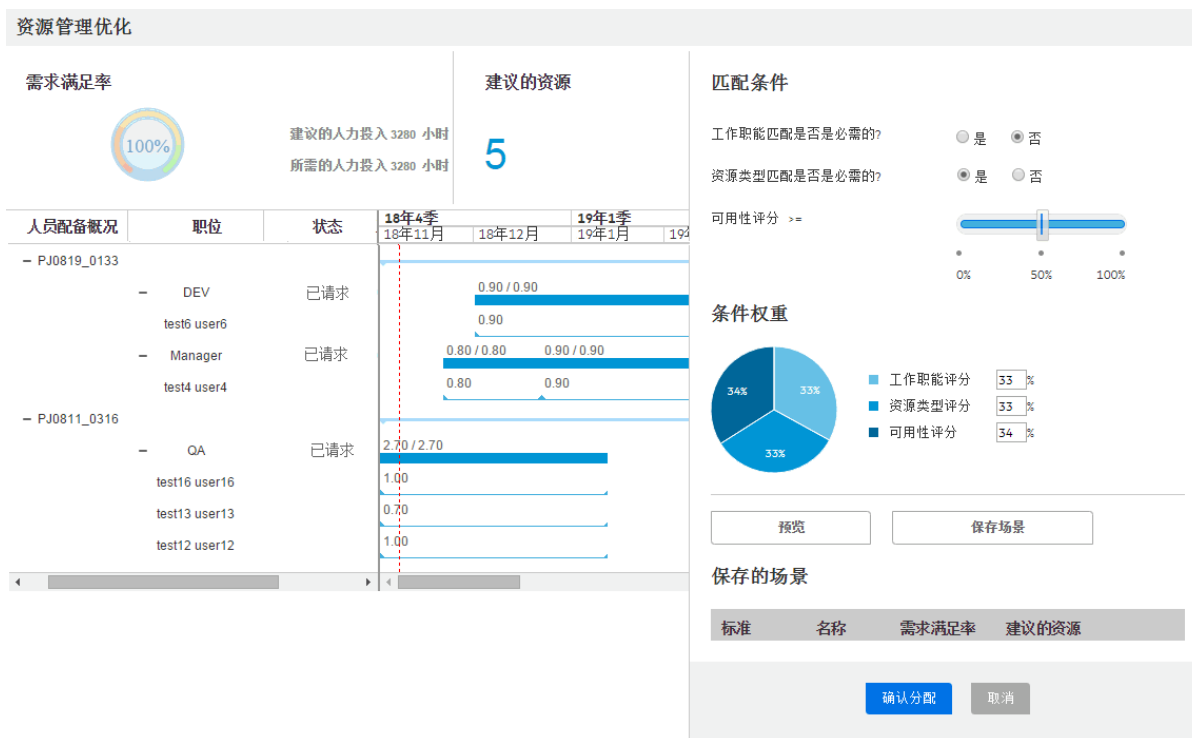 资源管理优化
需求满足率
100%
建议的人力投入 3280 小时
所需的人力投入 3280 小时
建议的资源
5
人员配备概况 职位 状态
18年4季 19年1季
18年11月 18年12月 19年1月
PJ0819_0133
DEV 已请求 0.90 / 0.90
test6 user6 0.90
Manager 已请求 0.80 / 0.80 0.90 / 0.90
test4 user4 0.80 0.90
PJ0811_0316
QA 已请求 2.70 / 2.70
test16 user16 1.00
test13 user13 0.70
test12 user12 1.00
匹配条件
工作职能匹配是否是必需的? 是 否
资源类型匹配是否是必需的? 是 否
可用性评分 >=
0% 50% 100%
条件权重
34% 33% 33%
工作职能评分 33 %
资源类型评分 33 %
可用性评分 34 %
预览 保存场景
保存的场景
标准 名称 需求满足率 建议的资源
确认分配 取消